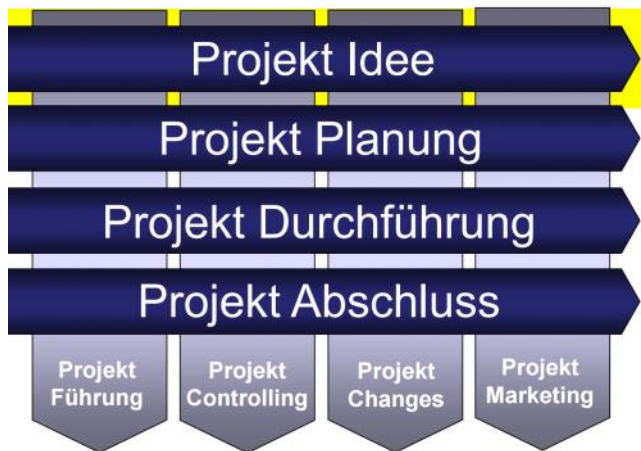 Projekt Idee
Projekt Planung
Projekt Durchführung
Projekt Abschluss
Projekt
Führung
Projekt
Controlling
Projekt
Changes
Projekt
Marketing